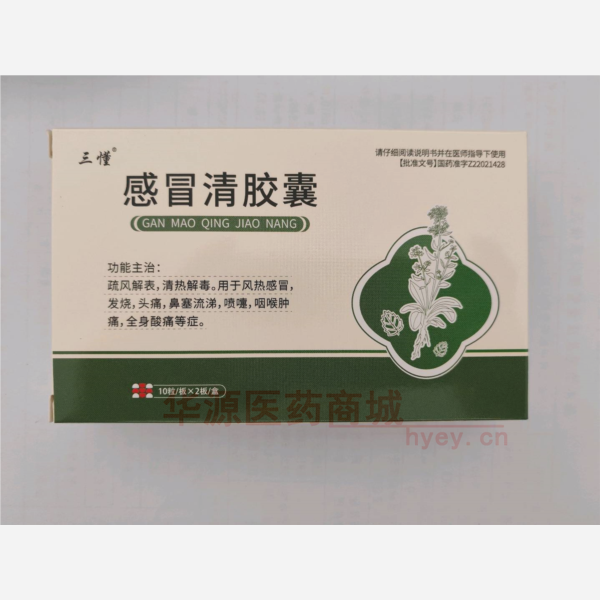 三懂®
请仔细阅读说明书并在医师指导下使用
【批准文号】国药准字Z22021428
感冒清胶囊
GAN MAO QING JIAO NANG
功能主治：
疏风解表，清热解毒。用于风热感冒，
发烧，头痛，鼻塞流涕，喷嚏，咽喉肿
痛，全身酸痛等症。
10粒/板×2板/盒
华源医药商城
hyey.cn